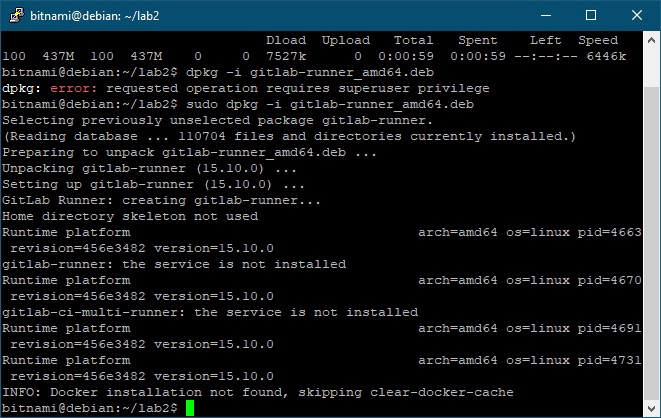 bitnami@debian: ~/lab2
Dload Upload Total Spent Left Speed
100 437M 100 437M 0 0 7527k 0 0:00:59 0:00:59 --:--:-- 6446k
bitnami@debian:~/lab2$ dpkg -i gitlab-runner_amd64.deb
dpkg: error: requested operation requires superuser privilege
bitnami@debian:~/lab2$ sudo dpkg -i gitlab-runner_amd64.deb
Selecting previously unselected package gitlab-runner.
(Reading database ... 110704 files and directories currently installed.)
Preparing to unpack gitlab-runner_amd64.deb ...
Unpacking gitlab-runner (15.10.0) ...
Setting up gitlab-runner (15.10.0) ...
GitLab Runner: creating gitlab-runner...
Home directory skeleton not used
Runtime platform arch=amd64 os=linux pid=4663
revision=456e3482 version=15.10.0
gitlab-runner: the service is not installed
Runtime platform arch=amd64 os=linux pid=4670
revision=456e3482 version=15.10.0
gitlab-ci-multi-runner: the service is not installed
Runtime platform arch=amd64 os=linux pid=4691
revision=456e3482 version=15.10.0
Runtime platform arch=amd64 os=linux pid=4731
revision=456e3482 version=15.10.0
INFO: Docker installation not found, skipping clear-docker-cache
bitnami@debian:~/lab2$